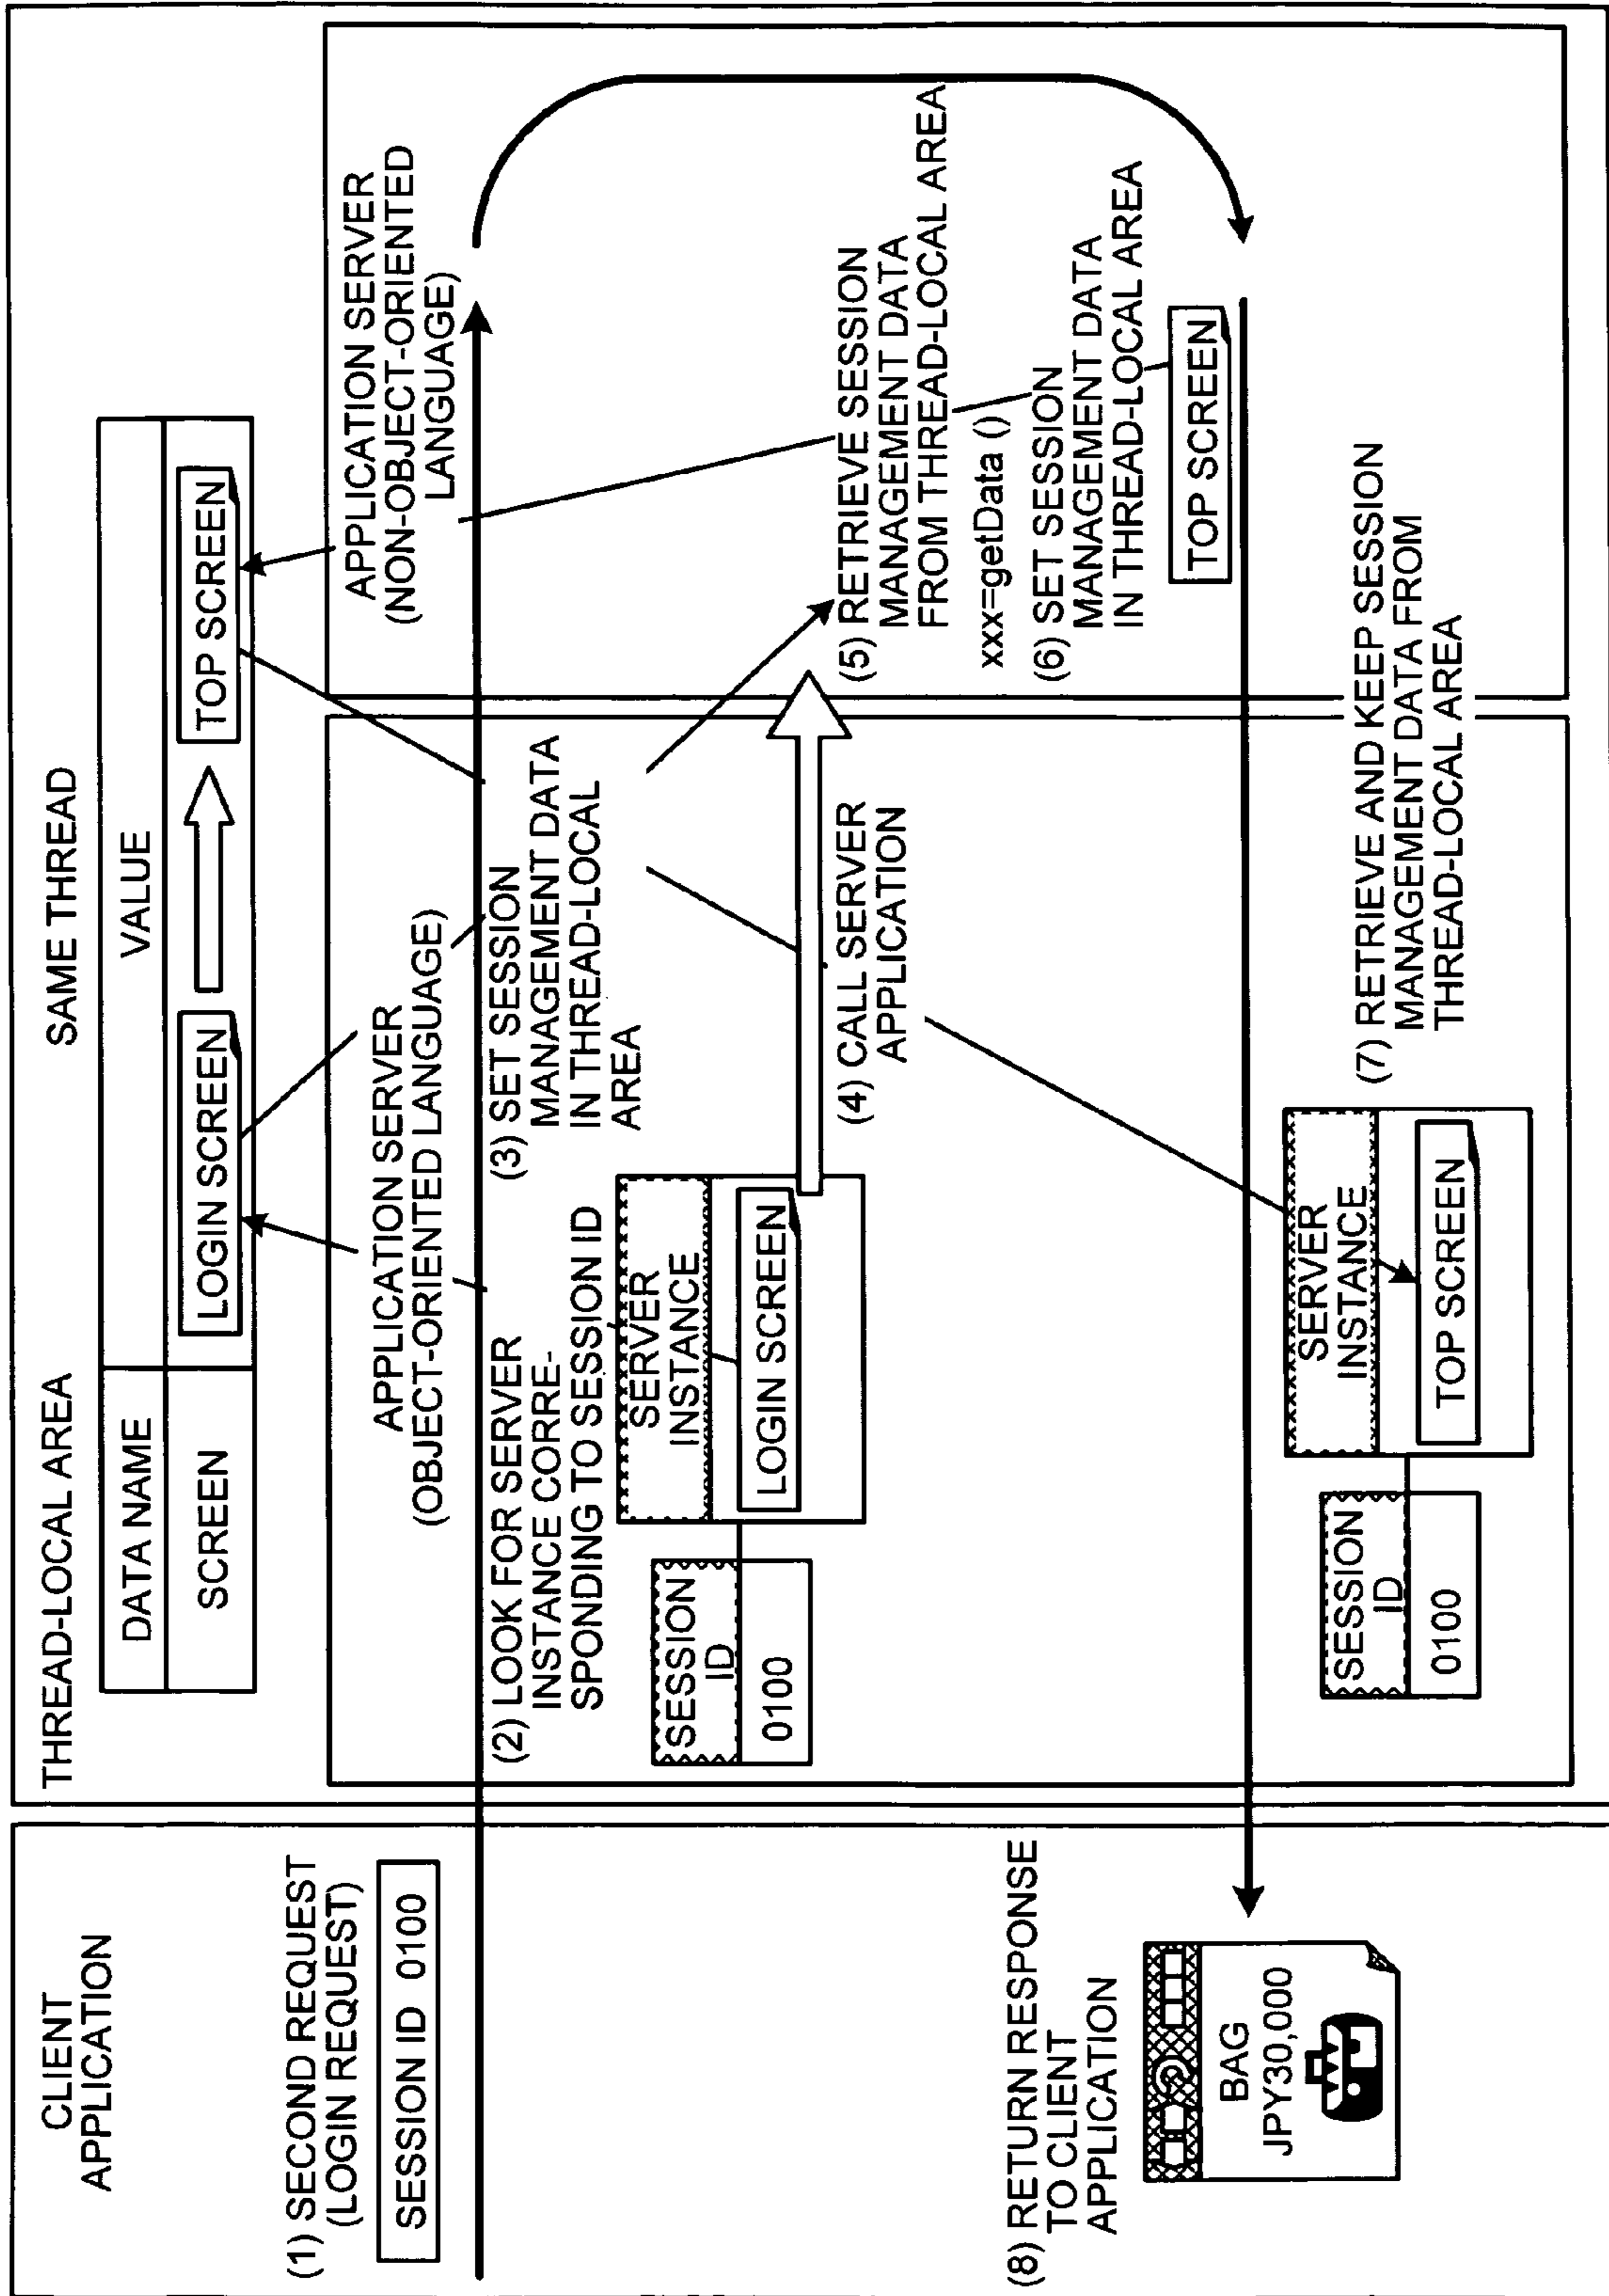 CLIENT
APPLICATION
(1) SECOND REQUEST
(LOGIN REQUEST)
SESSION ID 0100
(8) RETURN RESPONSE
TO CLIENT
APPLICATION
BAG
JPY30,000
THREAD-LOCAL AREA
SAME THREAD
DATA NAME
VALUE
SCREEN
LOGIN SCREEN
TOP SCREEN
APPLICATION SERVER
(OBJECT-ORIENTED LANGUAGE)
(2) LOOK FOR SERVER
INSTANCE CORRE-
SPONDING TO SESSION ID
SESSION
ID
0100
SERVER
INSTANCE
LOGIN SCREEN
(3) SET SESSION
MANAGEMENT DATA
IN THREAD-LOCAL
AREA
(4) CALL SERVER
APPLICATION
SESSION
ID
0100
SERVER
INSTANCE
TOP SCREEN
(7) RETRIEVE AND KEEP SESSION
MANAGEMENT DATA FROM
THREAD-LOCAL AREA
APPLICATION SERVER
(NON-OBJECT-ORIENTED
LANGUAGE)
(5) RETRIEVE SESSION
MANAGEMENT DATA
FROM THREAD-LOCAL AREA
xxx=getData ()
(6) SET SESSION
MANAGEMENT DATA
IN THREAD-LOCAL AREA
TOP SCREEN